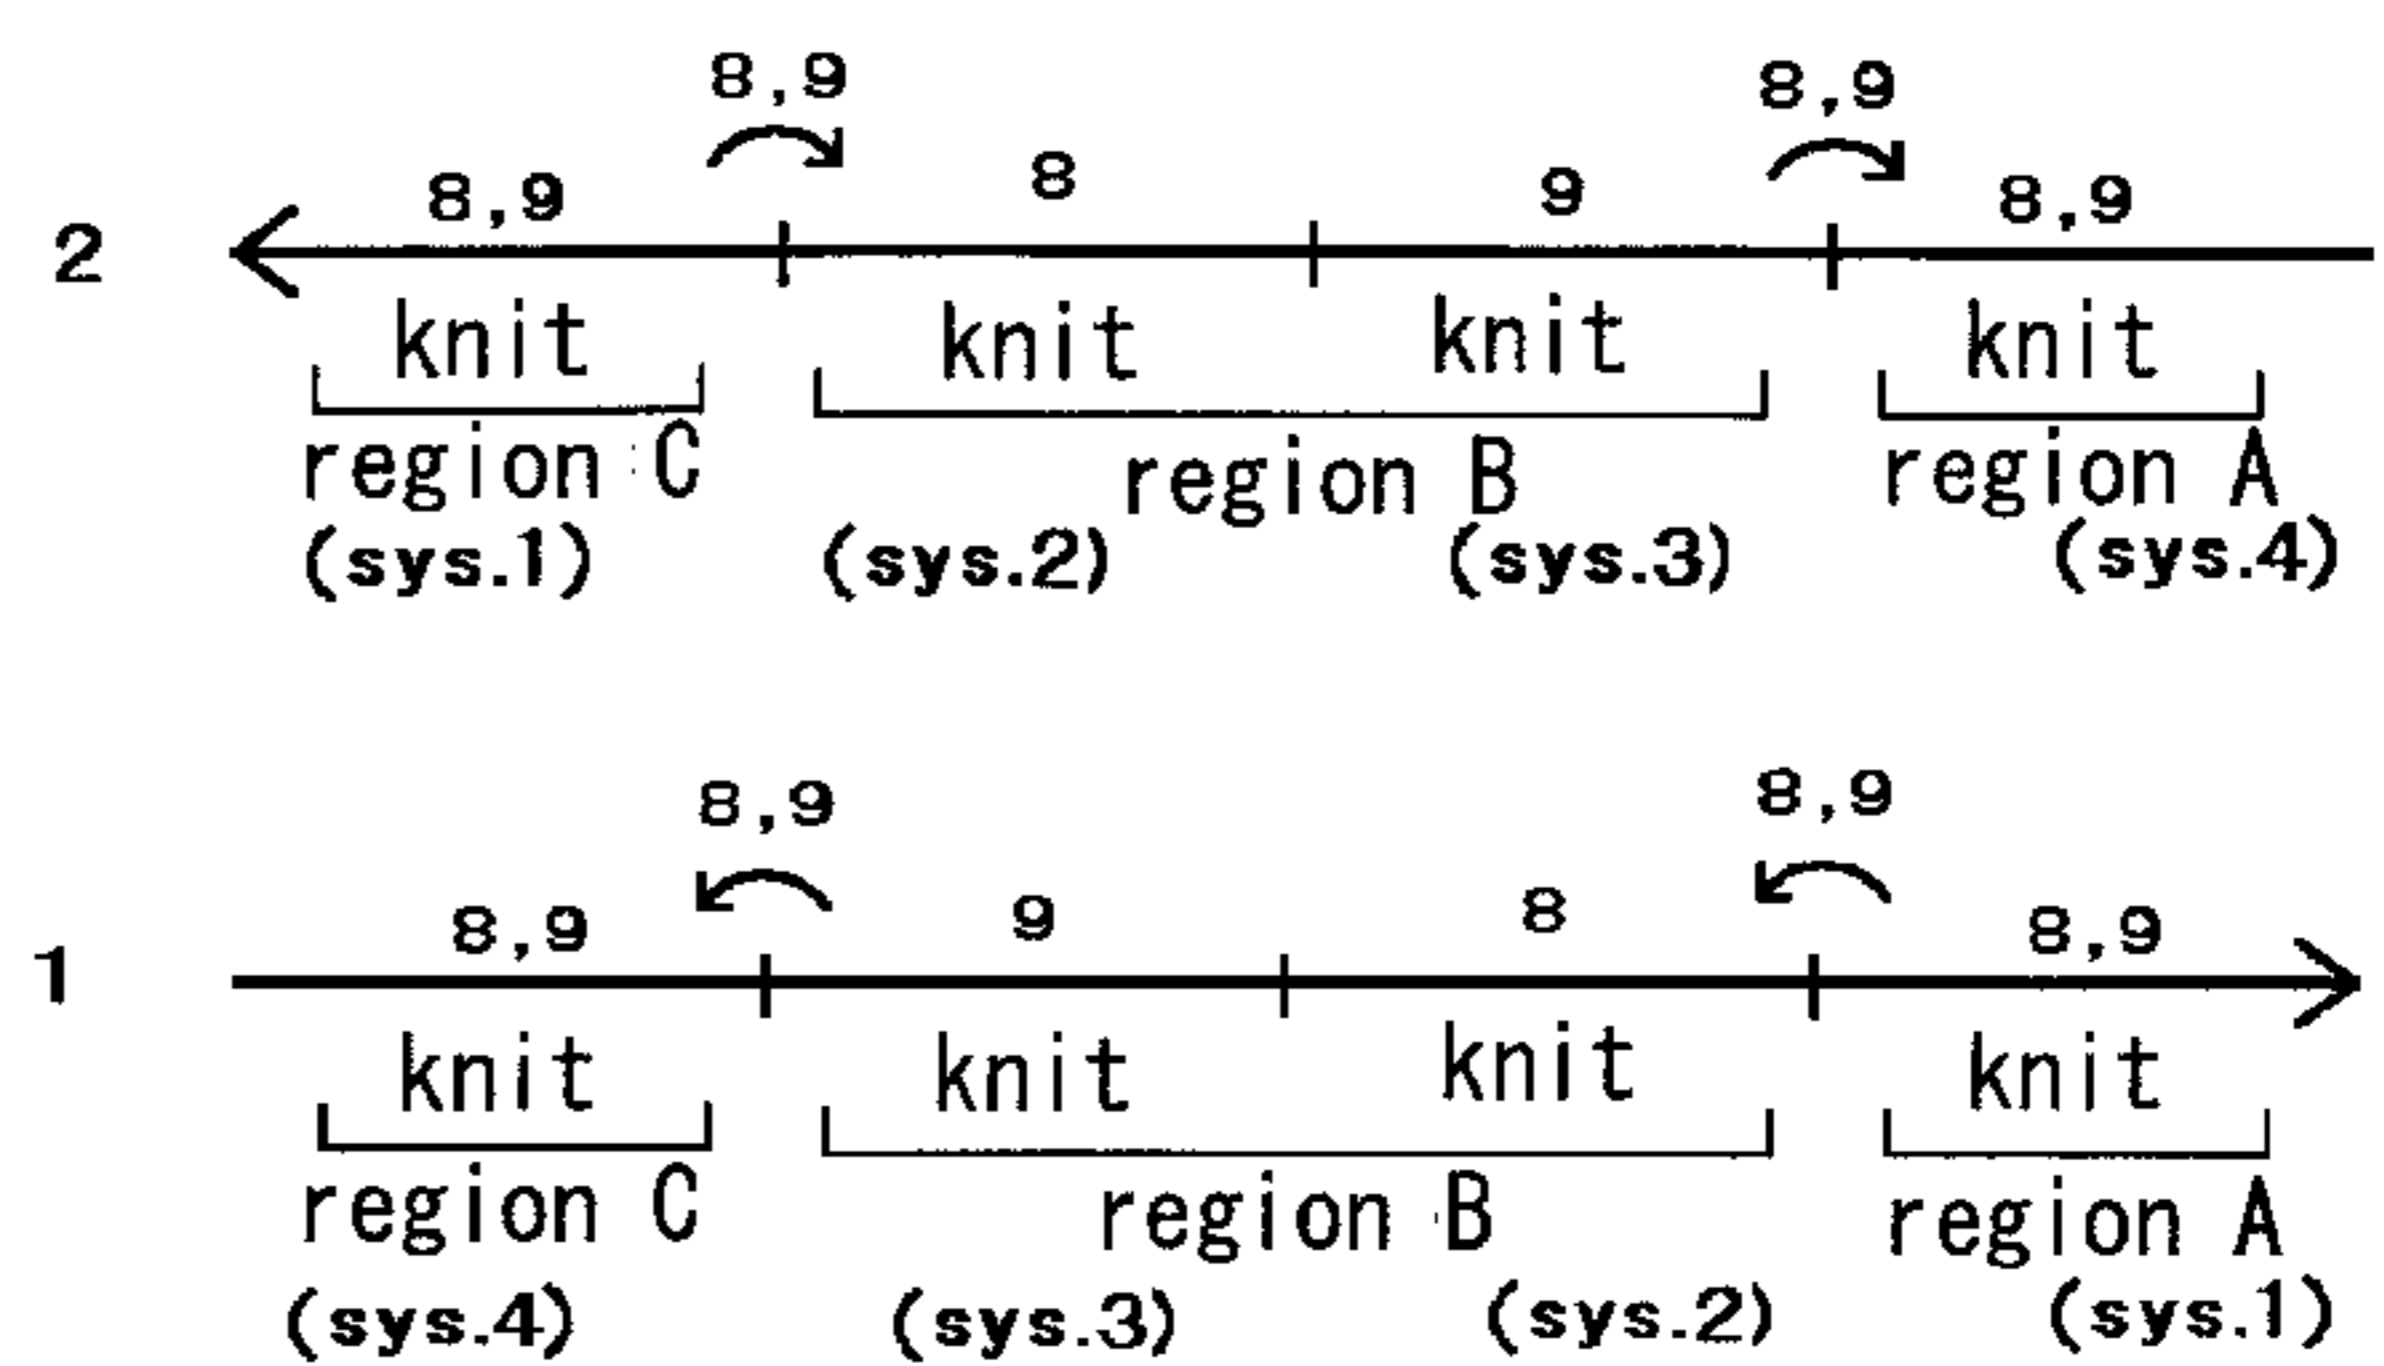 8,9 8,9
8,9 8 9 8,9
2
knit knit knit knit
region C region B region A
(sys.1) (sys.2) (sys.3) (sys.4)
8,9 8,9
8,9 9 8 8,9
1
knit knit knit knit
region C region B region A
(sys.4) (sys.3) (sys.2) (sys.1)